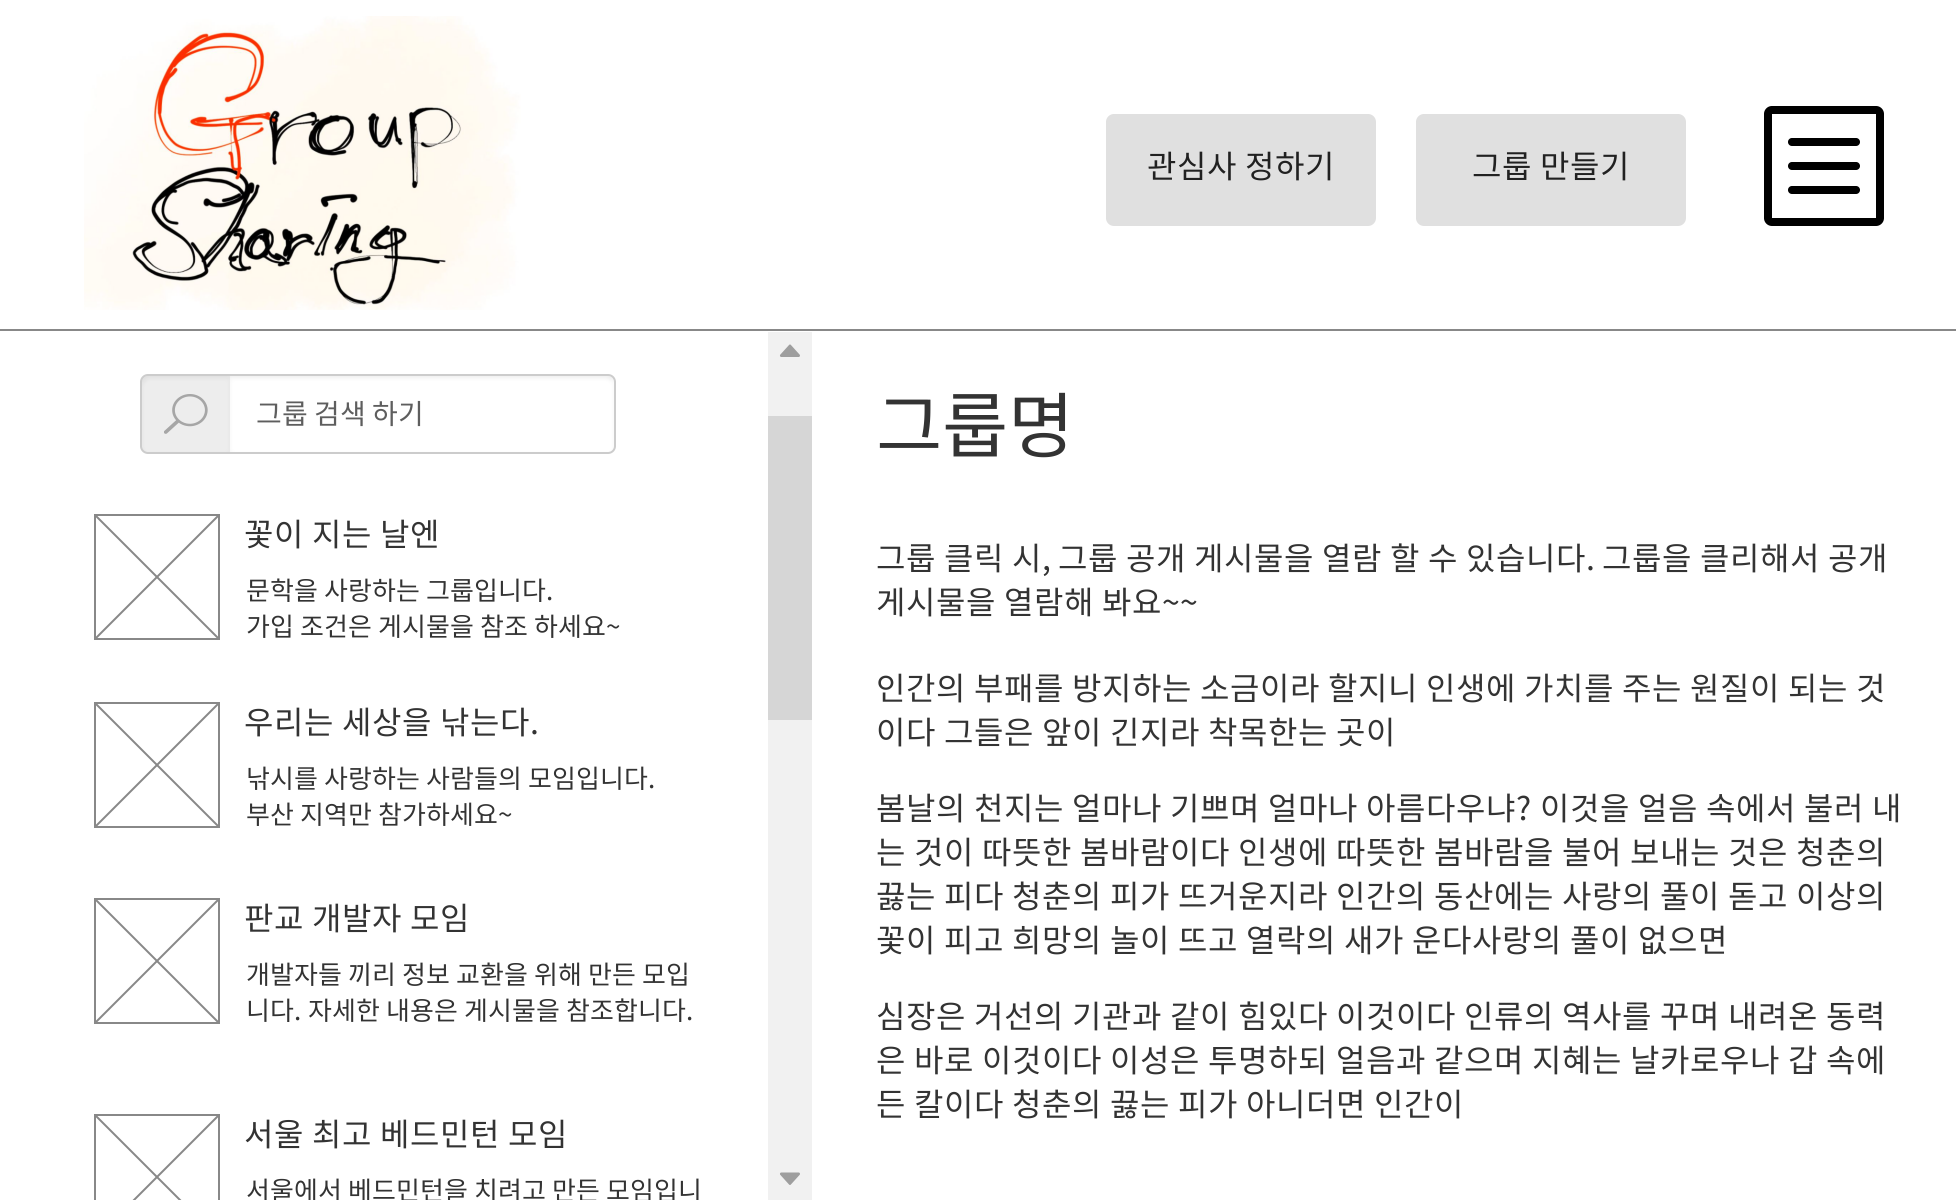 Group
Sharing
관심사 정하기
그룹 만들기
그룹 검색 하기
꽃이 지는 날엔
문학을 사랑하는 그룹입니다.
가입 조건은 게시물을 참조 하세요~
우리는 세상을 낚는다.
낚시를 사랑하는 사람들의 모임입니다.
부산 지역만 참가하세요~
판교 개발자 모임
개발자들 끼리 정보 교환을 위해 만든 모입
니다. 자세한 내용은 게시물을 참조합니다.
서울 최고 베드민턴 모임
서울에서 베드민턴을 치려고 만든 모임입니
그룹명
그룹 클릭 시, 그룹 공개 게시물을 열람 할 수 있습니다. 그룹을 클리해서 공개
게시물을 열람해 봐요~~
인간의 부패를 방지하는 소금이라 할지니 인생에 가치를 주는 원질이 되는 것
이다 그들은 앞이 긴지라 착목한는 곳이
봄날의 천지는 얼마나 기쁘며 얼마나 아름다우냐? 이것을 얼음 속에서 불러 내
는 것이 따뜻한 봄바람이다 인생에 따뜻한 봄바람을 불어 보내는 것은 청춘의
끓는 피다 청춘의 피가 뜨거운지라 인간의 동산에는 사랑의 풀이 돋고 이상의
꽃이 피고 희망의 놀이 뜨고 열락의 새가 운다사랑의 풀이 없으면
심장은 거선의 기관과 같이 힘있다 이것이다 인류의 역사를 꾸며 내려온 동력
은 바로 이것이다 이성은 투명하되 얼음과 같으며 지혜는 날카로우나 갑 속에
든 칼이다 청춘의 끓는 피가 아니더면 인간이